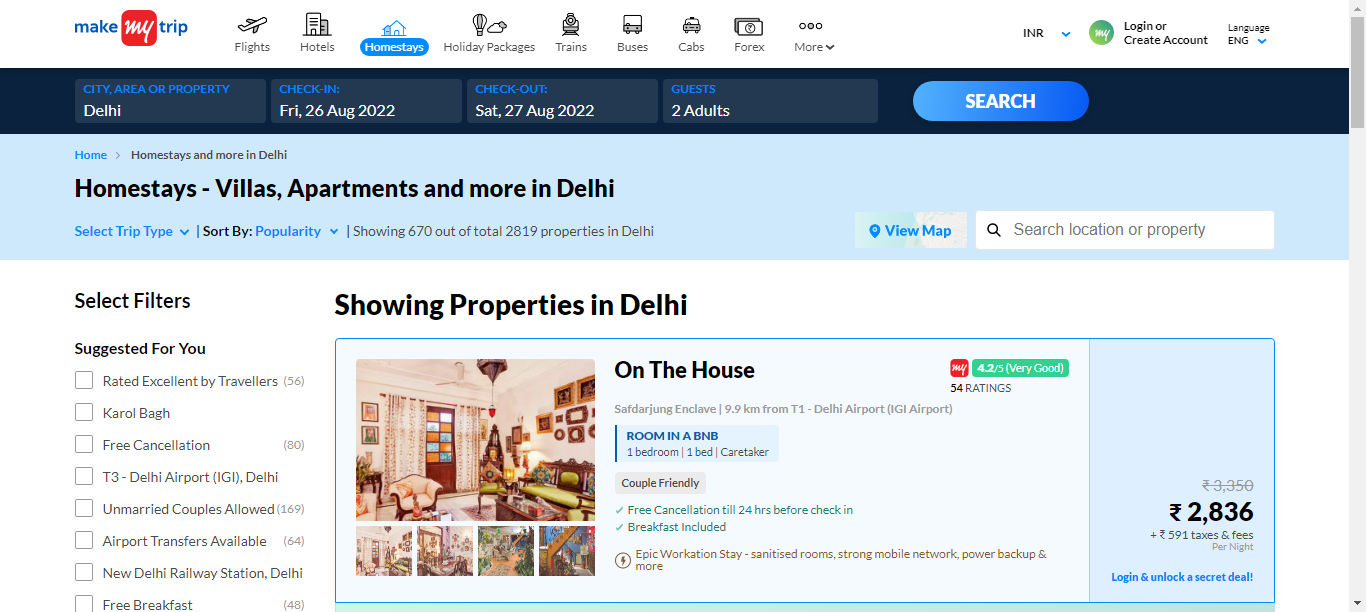 make my trip
Flights
Hotels
Homestays
Holiday Packages
Trains
Buses
Cabs
Forex
More
INR
my
Login or
Create Account
Language
ENG
CITY, AREA OR PROPERTY
Delhi
CHECK-IN:
Fri, 26 Aug 2022
CHECK-OUT:
Sat, 27 Aug 2022
GUESTS
2 Adults
SEARCH
Home > Homestays and more in Delhi
Homestays - Villas, Apartments and more in Delhi
Select Trip Type | Sort By: Popularity | Showing 670 out of total 2819 properties in Delhi
View Map
Search location or property
Select Filters
Suggested For You
Rated Excellent by Travellers (56)
Karol Bagh
Free Cancellation (80)
T3 - Delhi Airport (IGI), Delhi
Unmarried Couples Allowed (169)
Airport Transfers Available (64)
New Delhi Railway Station, Delhi
Free Breakfast (48)
Showing Properties in Delhi
On The House
my 4.2/5 (Very Good)
54 RATINGS
Safdarjung Enclave | 9.9 km from T1 - Delhi Airport (IGI Airport)
ROOM IN A BNB
1 bedroom | 1 bed | Caretaker
Couple Friendly
✓ Free Cancellation till 24 hrs before check in
✓ Breakfast Included
Epic Workation Stay - sanitised rooms, strong mobile network, power backup &
more
₹ 3,350
₹ 2,836
+ ₹ 591 taxes & fees
Per Night
Login & unlock a secret deal!